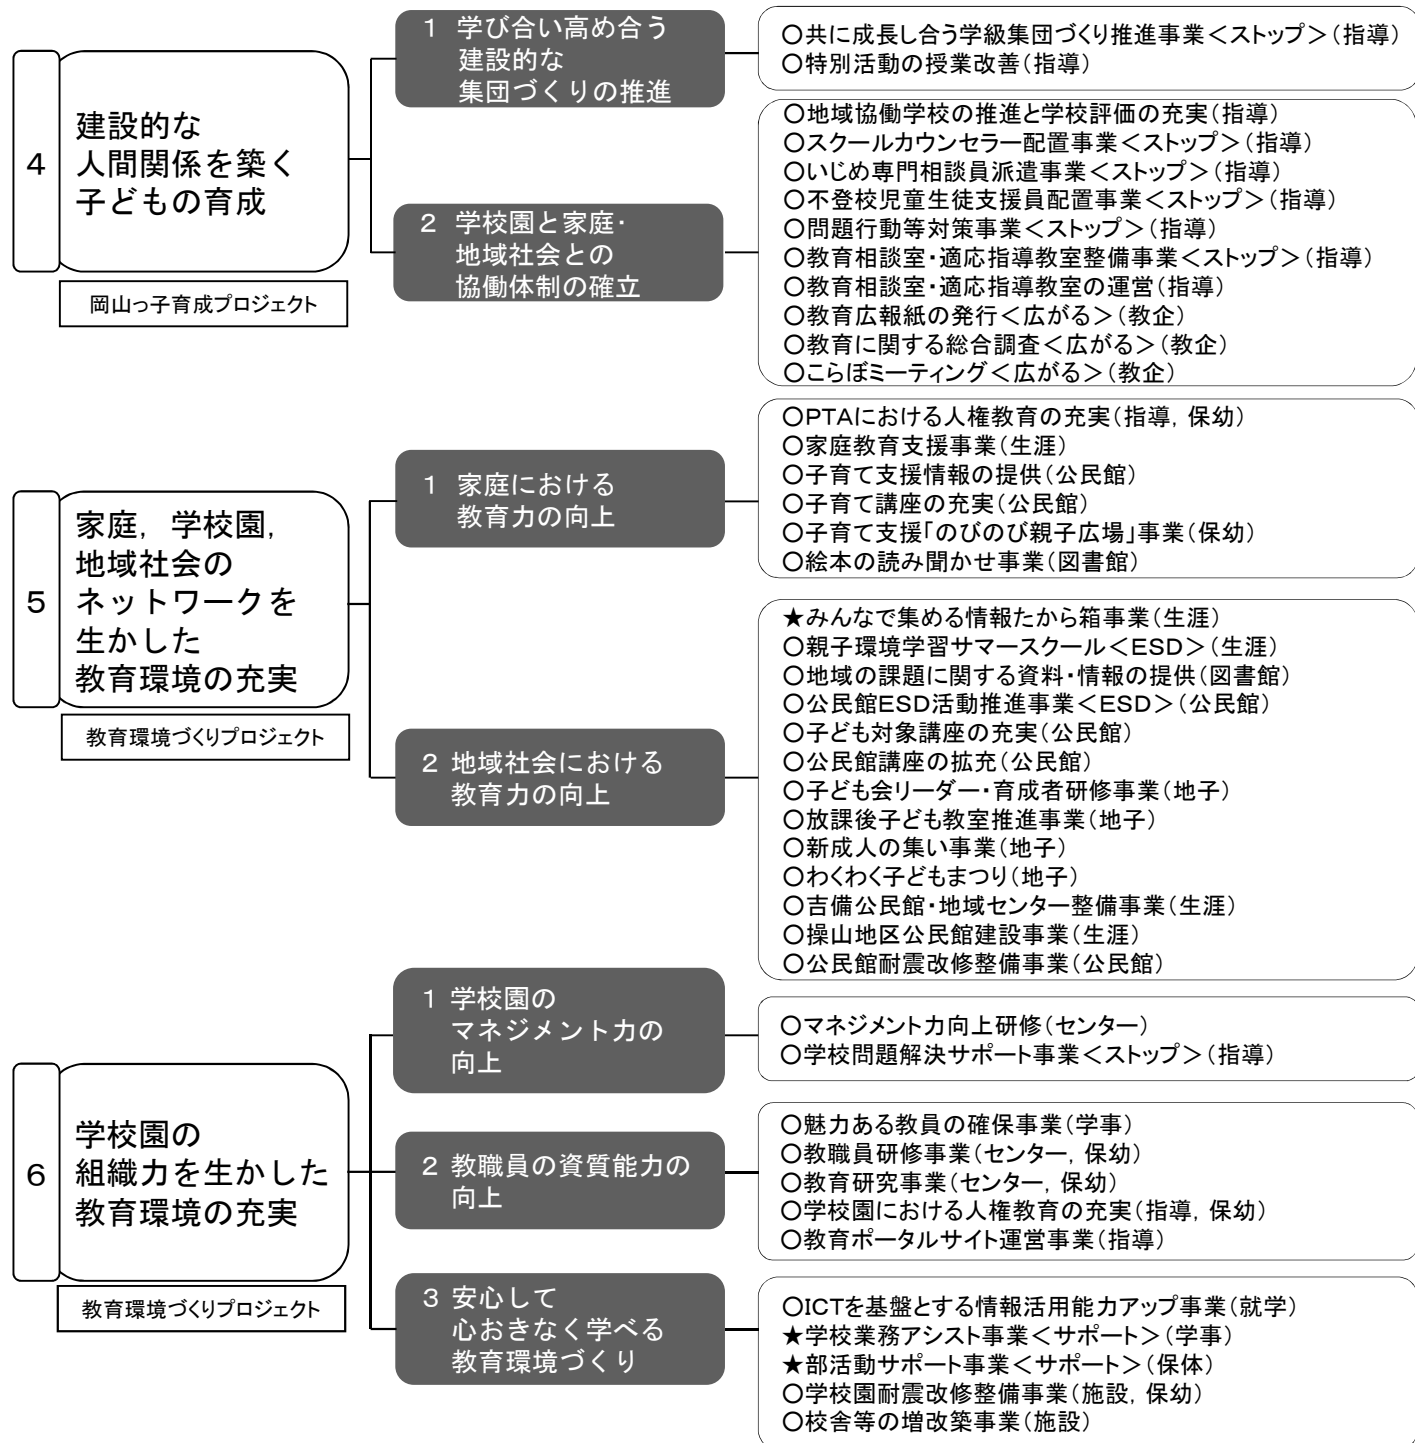 4
建設的な
人間関係を築く
子どもの育成
岡山っ子育成プロジェクト
1 学び合い高め合う
建設的な
集団づくりの推進
○共に成長し合う学級集団づくり推進事業＜ストップ＞(指導)
○特別活動の授業改善(指導)
2 学校園と家庭・
地域社会との
協働体制の確立
○地域協働学校の推進と学校評価の充実(指導)
○スクールカウンセラー配置事業＜ストップ＞(指導)
○いじめ専門相談員派遣事業＜ストップ＞(指導)
○不登校児童生徒支援員配置事業＜ストップ＞(指導)
○問題行動等対策事業＜ストップ＞(指導)
○教育相談室・適応指導教室整備事業＜ストップ＞(指導)
○教育相談室・適応指導教室の運営(指導)
○教育広報紙の発行＜広がる＞(教企)
○教育に関する総合調査＜広がる＞(教企)
○こらぼミーティング＜広がる＞(教企)
5
家庭，学校園，
地域社会の
ネットワークを
生かした
教育環境の充実
教育環境づくりプロジェクト
1 家庭における
教育力の向上
○PTAにおける人権教育の充実(指導，保幼)
○家庭教育支援事業(生涯)
○子育て支援情報の提供(公民館)
○子育て講座の充実(公民館)
○子育て支援「のびのび親子広場」事業(保幼)
○絵本の読み聞かせ事業(図書館)
2 地域社会における
教育力の向上
★みんなで集める情報たから箱事業(生涯)
○親子環境学習サマースクール＜ESD＞(生涯)
○地域の課題に関する資料・情報の提供(図書館)
○公民館ESD活動推進事業＜ESD＞(公民館)
○子ども対象講座の充実(公民館)
○公民館講座の拡充(公民館)
○子ども会リーダー・育成者研修事業(地子)
○放課後子ども教室推進事業(地子)
○新成人の集い事業(地子)
○わくわく子どもまつり(地子)
○吉備公民館・地域センター整備事業(生涯)
○操山地区公民館建設事業(生涯)
○公民館耐震改修整備事業(公民館)
6
学校園の
組織力を生かした
教育環境の充実
教育環境づくりプロジェクト
1 学校園の
マネジメント力の
向上
○マネジメント力向上研修(センター)
○学校問題解決サポート事業＜ストップ＞(指導)
2 教職員の資質能力の
向上
○魅力ある教員の確保事業(学事)
○教職員研修事業(センター，保幼)
○教育研究事業(センター，保幼)
○学校園における人権教育の充実(指導，保幼)
○教育ポータルサイト運営事業(指導)
3 安心して
心おきなく学べる
教育環境づくり
○ICTを基盤とする情報活用能力アップ事業(就学)
★学校業務アシスト事業＜サポート＞(学事)
★部活動サポート事業＜サポート＞(保体)
○学校園耐震改修整備事業(施設，保幼)
○校舎等の増改築事業(施設)